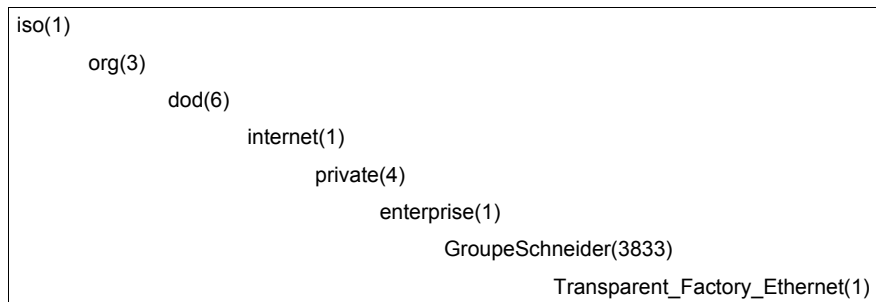 iso(1)
org(3)
dod(6)
internet(1)
private(4)
enterprise(1)
GroupeSchneider(3833)
Transparent_Factory_Ethernet(1)